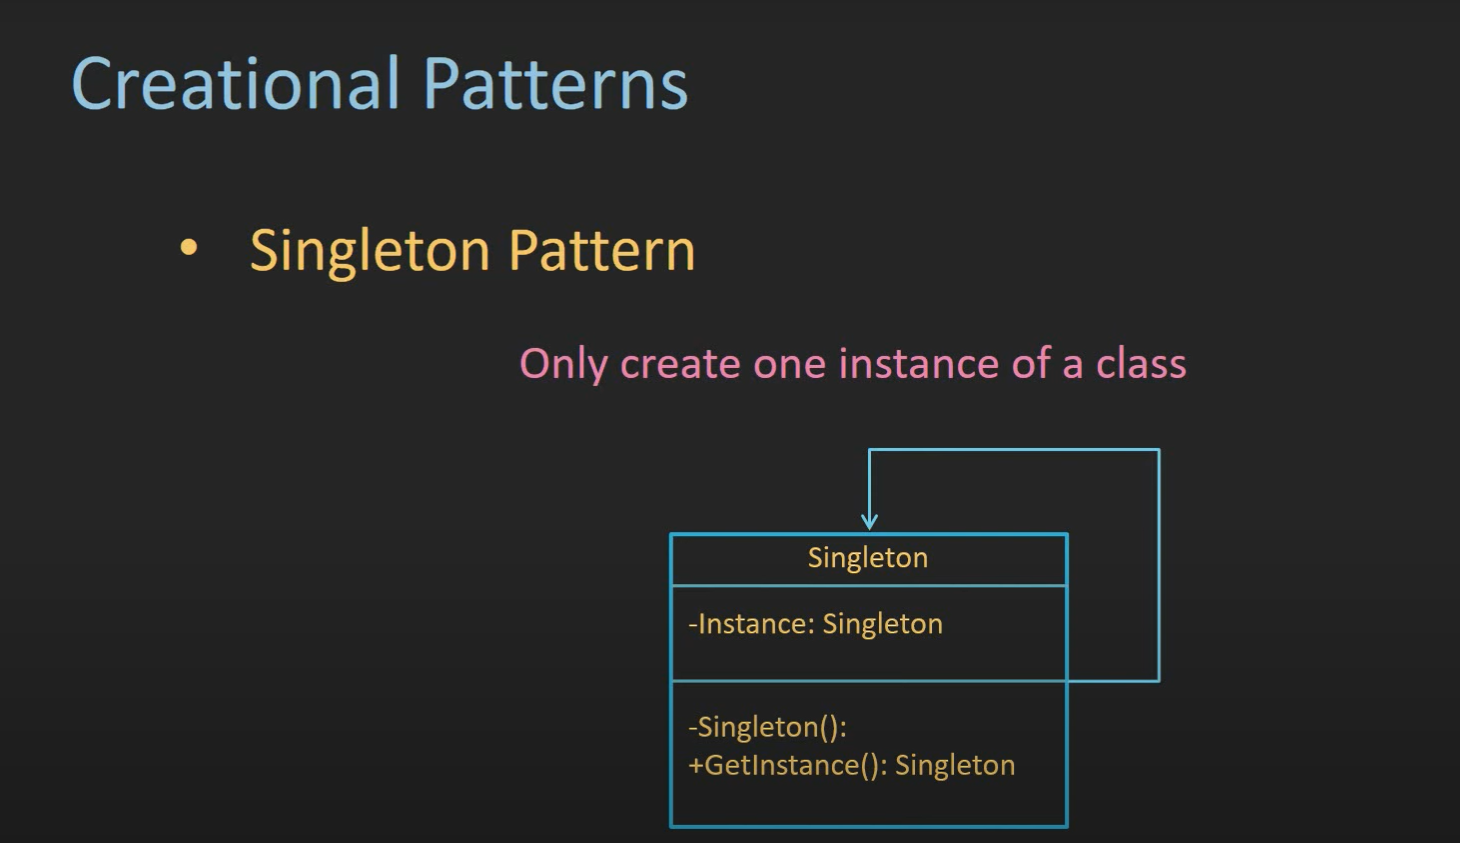 Creational Patterns
• Singleton Pattern
Only create one instance of a class
Singleton
-Instance: Singleton
-Singleton():
+GetInstance(): Singleton